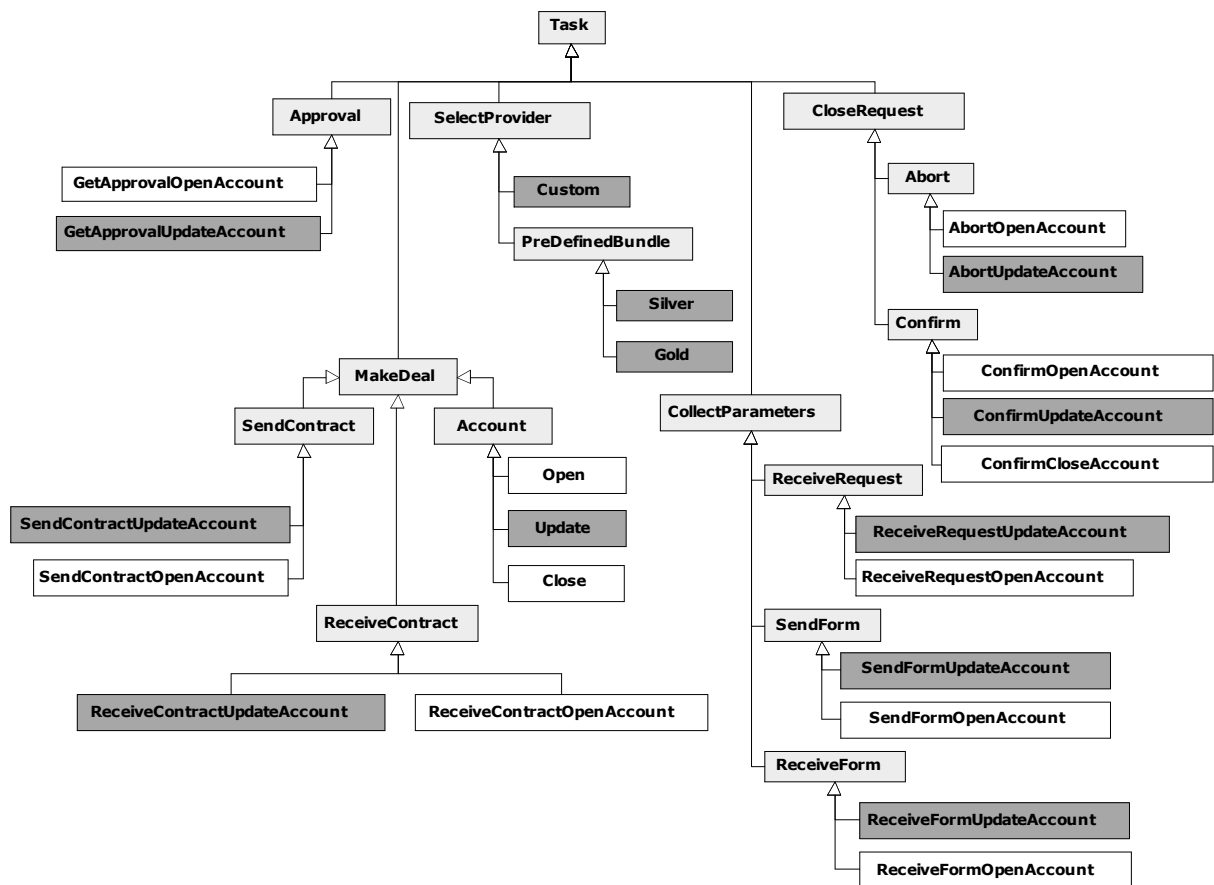 Task
Approval
SelectProvider
CloseRequest
GetApprovalOpenAccount
GetApprovalUpdateAccount
Custom
PreDefinedBundle
Silver
Gold
Abort
AbortOpenAccount
AbortUpdateAccount
Confirm
ConfirmOpenAccount
ConfirmUpdateAccount
ConfirmCloseAccount
MakeDeal
SendContract
Account
Open
Update
Close
SendContractUpdateAccount
SendContractOpenAccount
ReceiveContract
ReceiveContractUpdateAccount
ReceiveContractOpenAccount
CollectParameters
ReceiveRequest
ReceiveRequestUpdateAccount
ReceiveRequestOpenAccount
SendForm
SendFormUpdateAccount
SendFormOpenAccount
ReceiveForm
ReceiveFormUpdateAccount
ReceiveFormOpenAccount